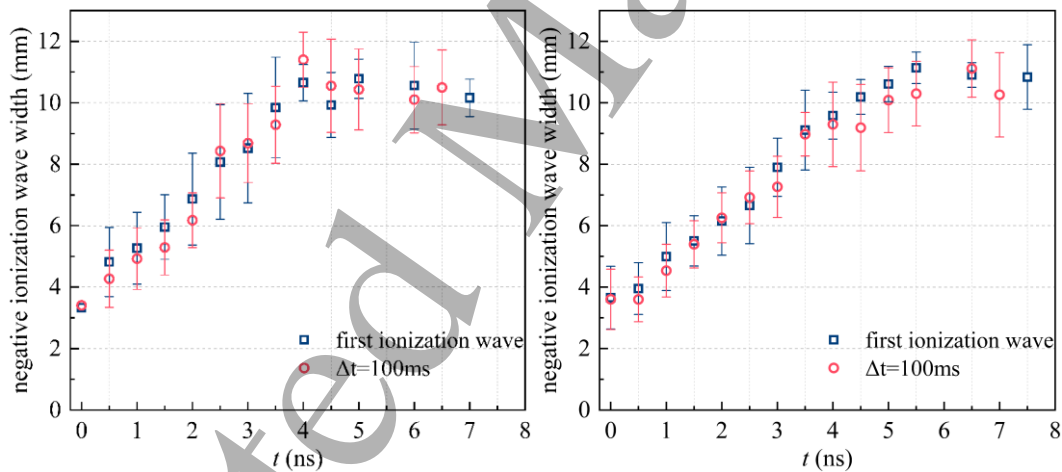 12
10
8
6
4
2
0
negative ionization wave width (mm)
first ionization wave
Δt=100ms
0 1 2 3 4 5 6 7 8
t (ns)
12
10
8
6
4
2
0
negative ionization wave width (mm)
first ionization wave
Δt=100ms
0 1 2 3 4 5 6 7 8
t (ns)
ted Ma